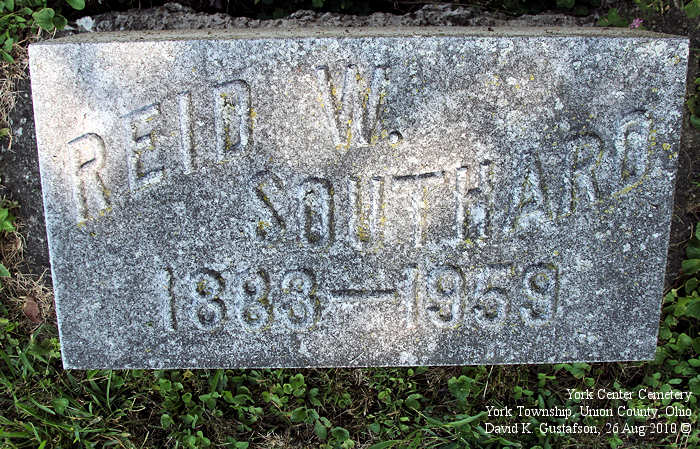 REID W.
SOUTHARD
1883–1959
York Center Cemetery
York Township, Union County, Ohio
David K. Gustafson, 26 Aug 2010 ©